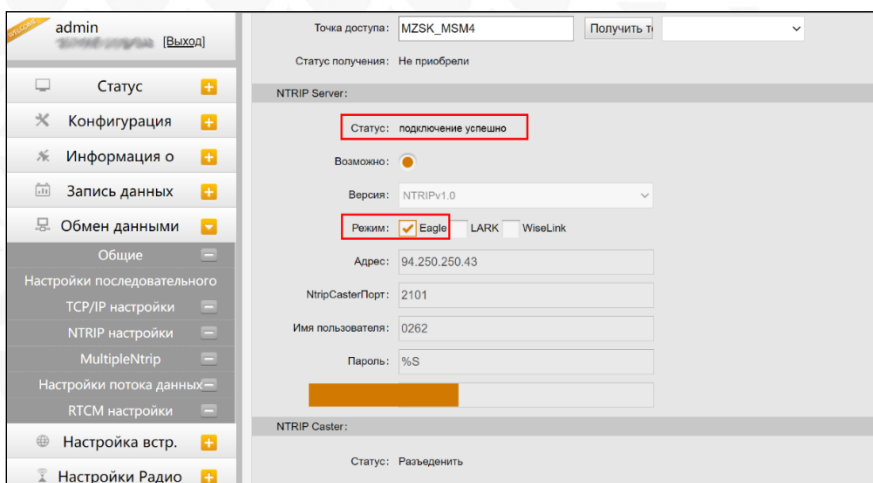 WELCOME
admin
[Выход]
Статус
Конфигурация
Информация о
Запись данных
Обмен данными
Общие
Настройки последовательного
TCP/IP настройки
NTRIP настройки
MultipleNtrip
Настройки потока данных
RTCM настройки
Настройка встр.
Настройки Радио
Точка доступа: MZSK_MSM4 Получить т
Статус получения: Не приобрели
NTRIP Server:
Статус: подключение успешно
Возможно:
Версия: NTRIPv1.0
Режим: Eagle LARK WiseLink
Адрес: 94.250.250.43
NtripCasterПорт: 2101
Имя пользователя: 0262
Пароль: %S
NTRIP Caster:
Статус: Разъеденить